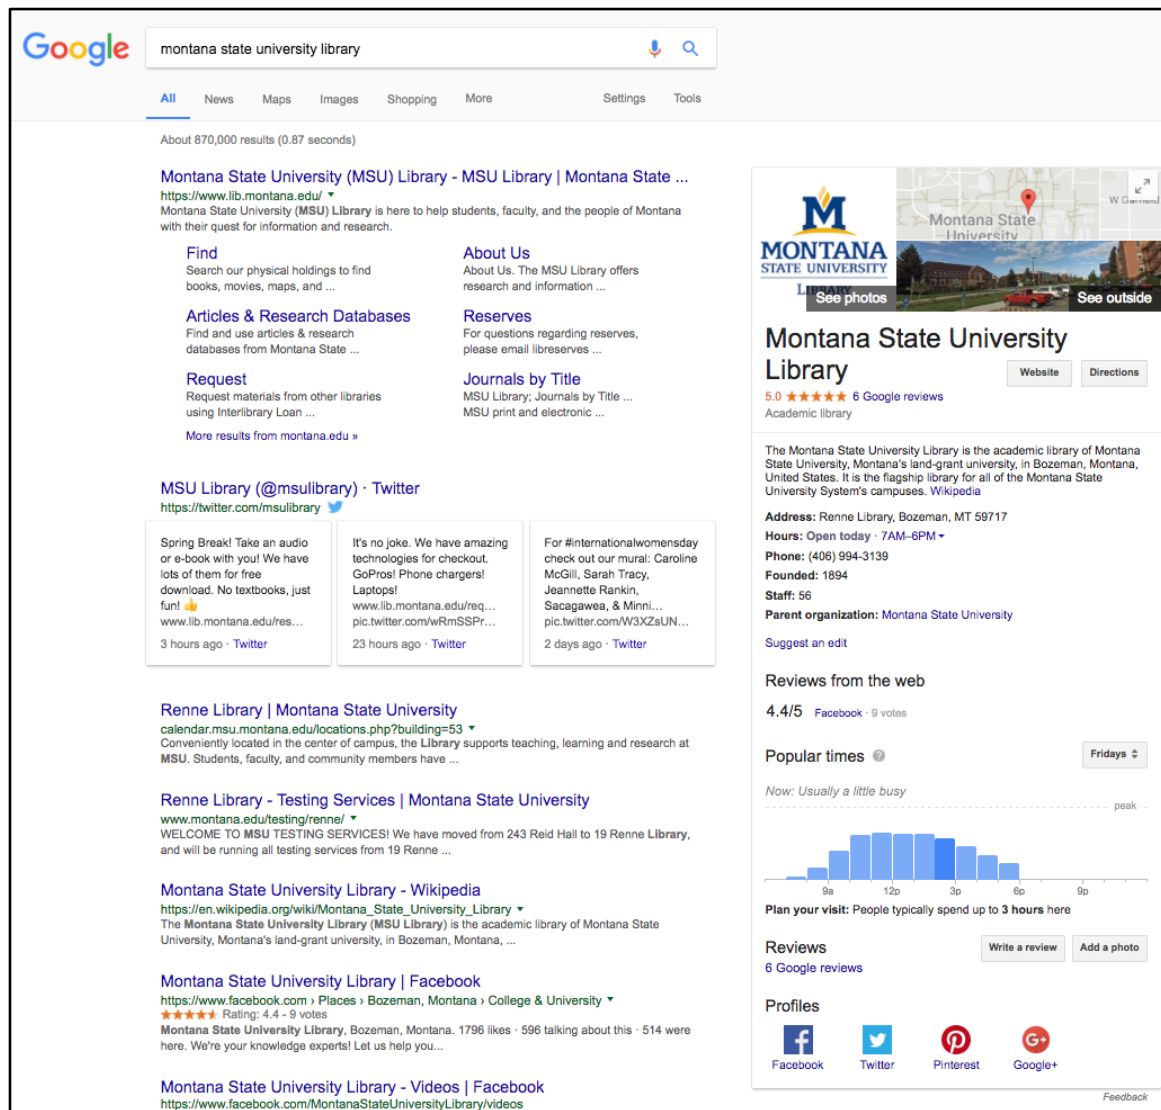 Google
montana state university library
All News Maps Images Shopping More Settings Tools
About 870,000 results (0.87 seconds)
Montana State University (MSU) Library - MSU Library | Montana State ...
https://www.lib.montana.edu/
Montana State University (MSU) Library is here to help students, faculty, and the people of Montana
with their quest for information and research.
Find
Search our physical holdings to find
books, movies, maps, and ...
About Us
About Us. The MSU Library offers
research and information ...
Articles & Research Databases
Find and use articles & research
databases from Montana State ...
Reserves
For questions regarding reserves,
please email libreserves ...
Request
Request materials from other libraries
using Interlibrary Loan ...
Journals by Title
MSU Library; Journals by Title ...
MSU print and electronic ...
More results from montana.edu »
MSU Library (@msulibrary) · Twitter
https://twitter.com/msulibrary
Spring Break! Take an audio
or e-book with you! We have
lots of them for free
download. No textbooks, just
fun! 👍
www.lib.montana.edu/res...
3 hours ago · Twitter
It's no joke. We have amazing
technologies for checkout.
GoPros! Phone chargers!
Laptops!
www.lib.montana.edu/req...
pic.twitter.com/wRmSSPr...
23 hours ago · Twitter
For #internationalwomensday
check out our mural: Caroline
McGill, Sarah Tracy,
Jeannette Rankin,
Sacagawea, & Minni...
pic.twitter.com/W3XZsUN...
2 days ago · Twitter
Renne Library | Montana State University
calendar.msu.montana.edu/locations.php?building=53
Conveniently located in the center of campus, the Library supports teaching, learning and research at
MSU. Students, faculty, and community members have ...
Renne Library - Testing Services | Montana State University
www.montana.edu/testing/renne/
WELCOME TO MSU TESTING SERVICES! We have moved from 243 Reid Hall to 19 Renne Library,
and will be running all testing services from 19 Renne ...
Montana State University Library - Wikipedia
https://en.wikipedia.org/wiki/Montana_State_University_Library
The Montana State University Library (MSU Library) is the academic library of Montana State
University, Montana's land-grant university, in Bozeman, Montana, ...
Montana State University Library | Facebook
https://www.facebook.com › Places › Bozeman, Montana › College & University
Rating: 4.4 - 9 votes
Montana State University Library, Bozeman, Montana. 1796 likes · 596 talking about this · 514 were
here. We're your knowledge experts! Let us help you...
Montana State University Library - Videos | Facebook
https://www.facebook.com/MontanaStateUniversityLibrary/videos
M
MONTANA
STATE UNIVERSITY
LIBRARY
See photos
Montana State
University
See outside
Montana State University
Library
Website Directions
5.0 ★★★★★ 6 Google reviews
Academic library
The Montana State University Library is the academic library of Montana
State University, Montana's land-grant university, in Bozeman, Montana,
United States. It is the flagship library for all of the Montana State
University System's campuses. Wikipedia
Address: Renne Library, Bozeman, MT 59717
Hours: Open today · 7AM–6PM
Phone: (406) 994-3139
Founded: 1894
Staff: 56
Parent organization: Montana State University
Suggest an edit
Reviews from the web
4.4/5 Facebook · 9 votes
Popular times Fridays
Now: Usually a little busy
peak
9a 12p 3p 6p 9p
Plan your visit: People typically spend up to 3 hours here
Reviews
Write a review Add a photo
6 Google reviews
Profiles
Facebook Twitter Pinterest Google+
Feedback